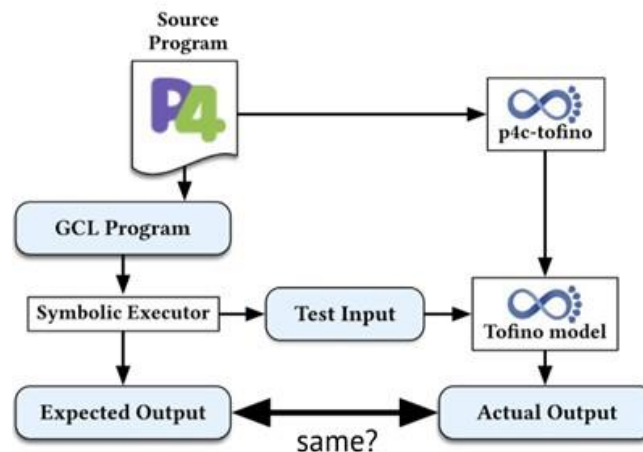 Source
Program
P4
p4c-tofino
GCL Program
Symbolic Executor
Test Input
Tofino model
Expected Output
Actual Output
same?